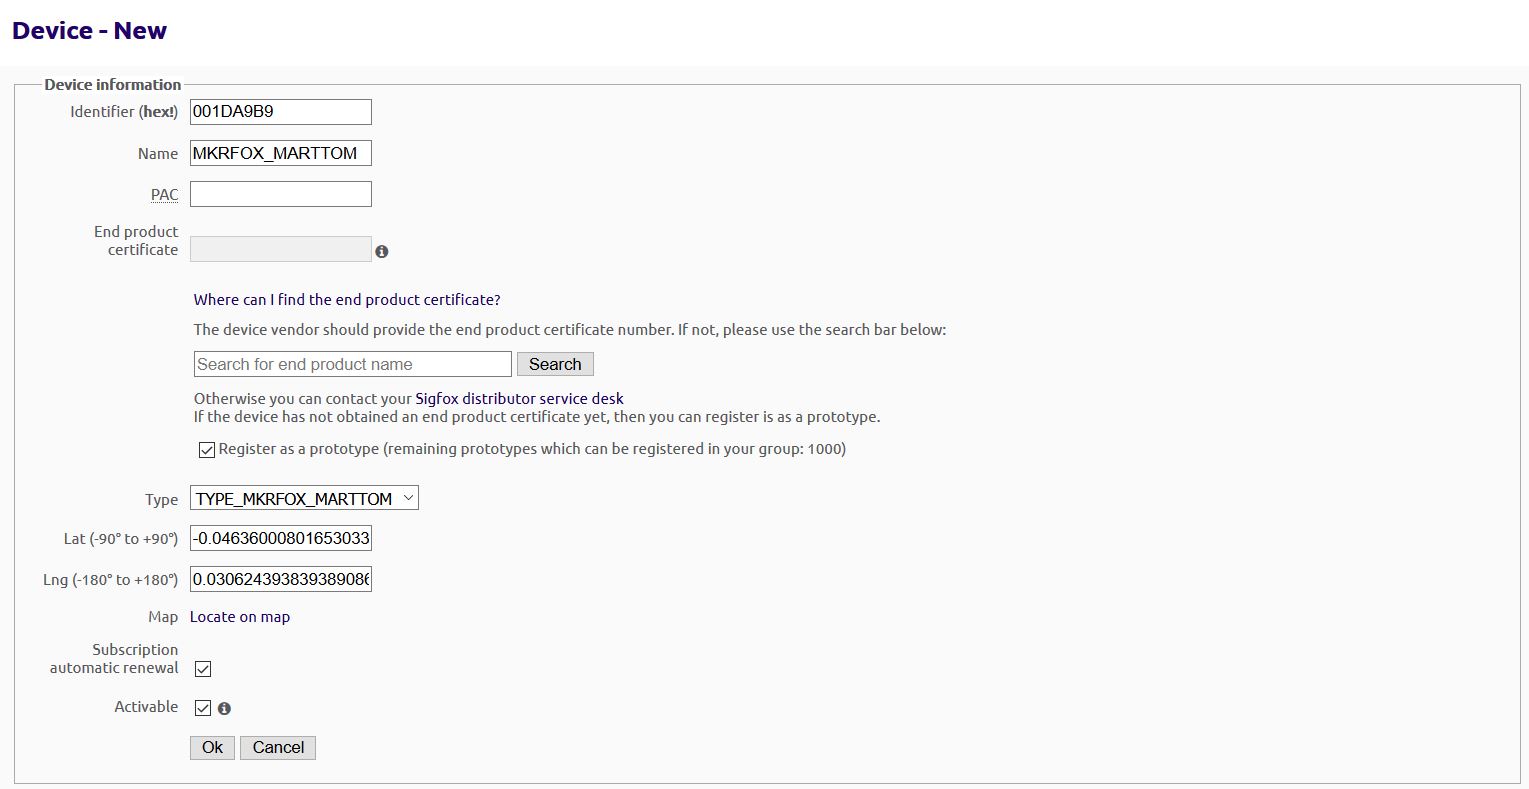 Device - New
Device information
Identifier (hex!) 001DA9B9
Name MKRFOX_MARTTOM
PAC
End product
certificate
Where can I find the end product certificate?
The device vendor should provide the end product certificate number. If not, please use the search bar below:
Search for end product name Search
Otherwise you can contact your Sigfox distributor service desk
If the device has not obtained an end product certificate yet, then you can register is as a prototype.
Register as a prototype (remaining prototypes which can be registered in your group: 1000)
Type TYPE_MKRFOX_MARTTOM
Lat (-90° to +90°) -0.04636000801653033
Lng (-180° to +180°) 0.030624393839389086
Map Locate on map
Subscription
automatic renewal
Activable
Ok Cancel